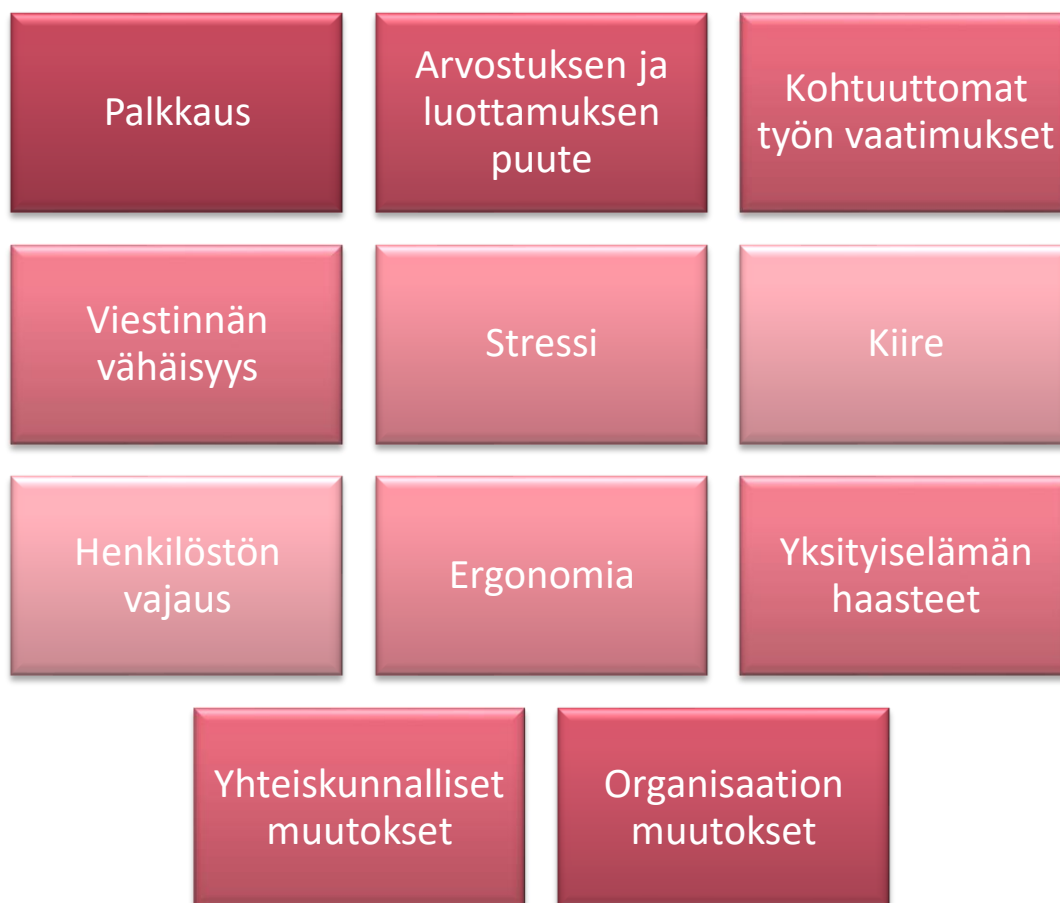 Palkkaus
Arvostuksen ja
luottamuksen
puute
Kohtuuttomat
työn vaatimukset
Viestinnän
vähäisyys
Stressi
Kiire
Henkilöstön
vajaus
Ergonomia
Yksityiselämän
haasteet
Yhteiskunnalliset
muutokset
Organisaation
muutokset